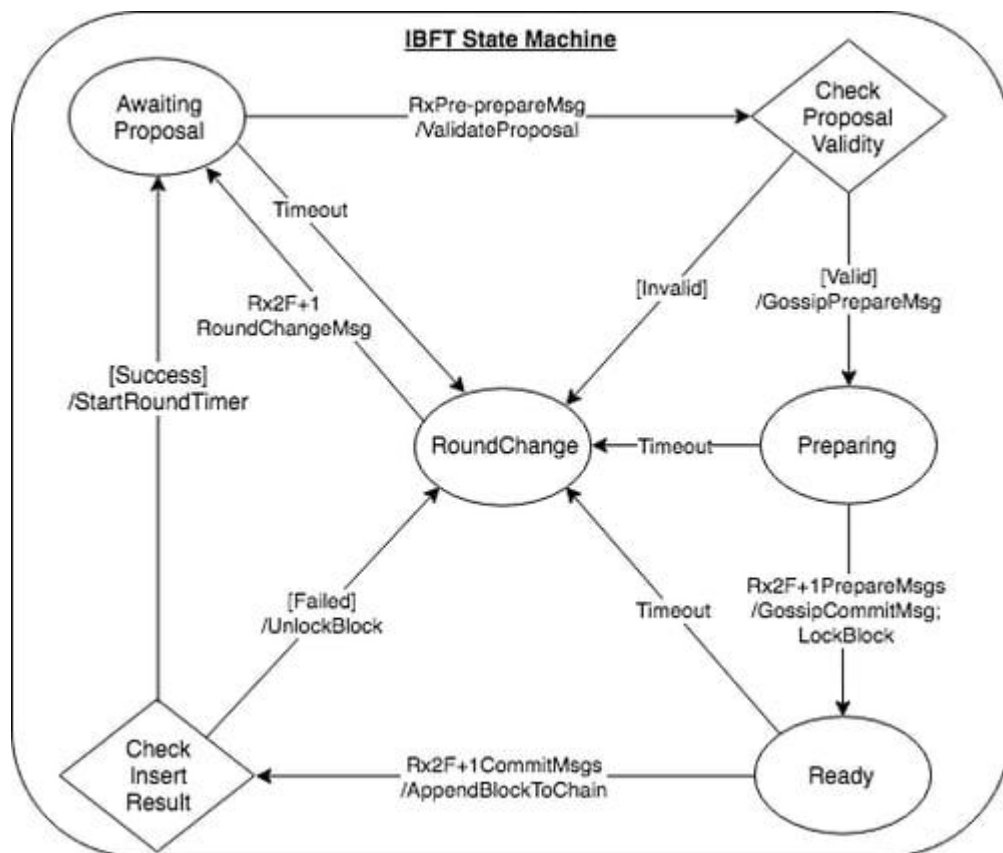 IBFT State Machine
Awaiting
Proposal
RxPre-prepareMsg
/ValidateProposal
Check
Proposal
Validity
Timeout
Rx2F+1
RoundChangeMsg
[Invalid]
[Valid]
/GossipPrepareMsg
[Success]
/StartRoundTimer
RoundChange
Timeout
Preparing
[Failed]
/UnlockBlock
Timeout
Rx2F+1PrepareMsgs
/GossipCommitMsg;
LockBlock
Check
Insert
Result
Rx2F+1CommitMsgs
/AppendBlockToChain
Ready